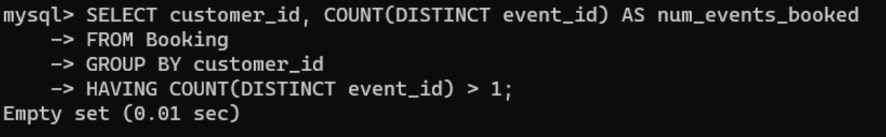 mysql> SELECT customer_id, COUNT(DISTINCT event_id) AS num_events_booked
    -> FROM Booking
    -> GROUP BY customer_id
    -> HAVING COUNT(DISTINCT event_id) > 1;
Empty set (0.01 sec)